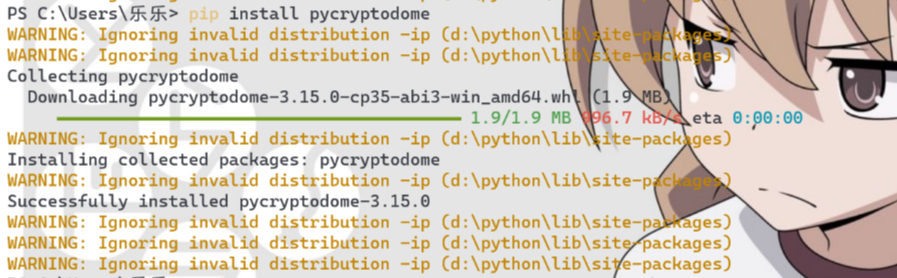 PS C:\Users\乐乐> pip install pycryptodome
WARNING: Ignoring invalid distribution -ip (d:\python\lib\site-packages)
WARNING: Ignoring invalid distribution -ip (d:\python\lib\site-packages)
Collecting pycryptodome
  Downloading pycryptodome-3.15.0-cp35-abi3-win_amd64.whl (1.9 MB)
1.9/1.9 MB 996.7 kB/s eta 0:00:00
WARNING: Ignoring invalid distribution -ip (d:\python\lib\site-packages)
Installing collected packages: pycryptodome
WARNING: Ignoring invalid distribution -ip (d:\python\lib\site-packages)
Successfully installed pycryptodome-3.15.0
WARNING: Ignoring invalid distribution -ip (d:\python\lib\site-packages)
WARNING: Ignoring invalid distribution -ip (d:\python\lib\site-packages)
WARNING: Ignoring invalid distribution -ip (d:\python\lib\site-packages)